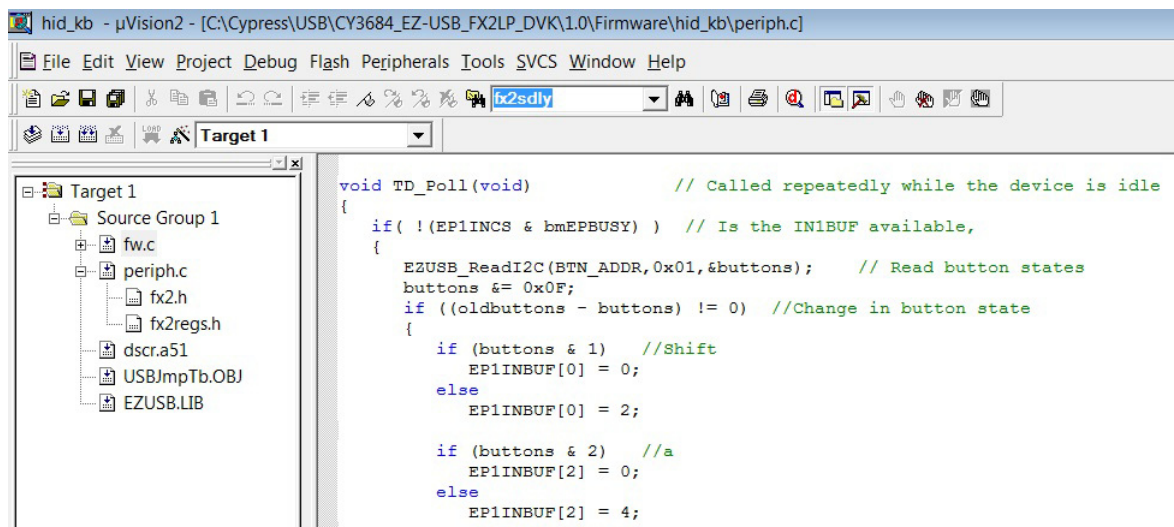 hid_kb - µVision2 - [C:\Cypress\USB\CY3684_EZ-USB_FX2LP_DVK\1.0\Firmware\hid_kb\periph.c]
File Edit View Project Debug Flash Peripherals Tools SVCS Window Help
fx2sdly
LOAD Target 1
Target 1
Source Group 1
fw.c
periph.c
fx2.h
fx2regs.h
dscr.a51
USBJmpTb.OBJ
EZUSB.LIB
void TD_Poll(void) // Called repeatedly while the device is idle
{
if( !(EP1INCS & bmEPBUSY) ) // Is the IN1BUF available,
{
EZUSB_ReadI2C(BTN_ADDR,0x01,&buttons); // Read button states
buttons &= 0x0F;
if ((oldbuttons - buttons) != 0) //Change in button state
{
if (buttons & 1) //Shift
EP1INBUF[0] = 0;
else
EP1INBUF[0] = 2;
if (buttons & 2) //a
EP1INBUF[2] = 0;
else
EP1INBUF[2] = 4;